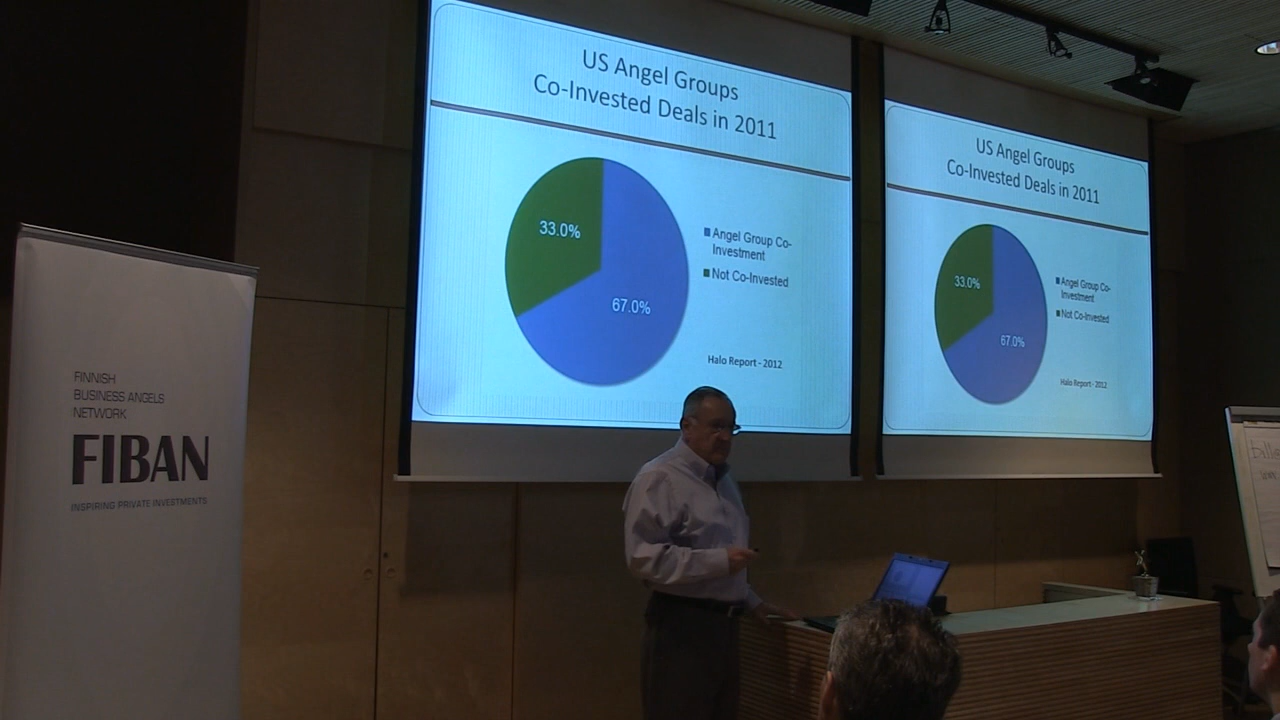 FINNISH
BUSINESS ANGELS
NETWORK
FIBAN
INSPIRING PRIVATE INVESTMENTS
US Angel Groups
Co-Invested Deals in 2011
33.0%
67.0%
Angel Group Co-
Investment
Not Co-Invested
Halo Report - 2012
US Angel Groups
Co-Invested Deals in 2011
33.0%
67.0%
Angel Group Co-
Investment
Not Co-Invested
Halo Report - 2012